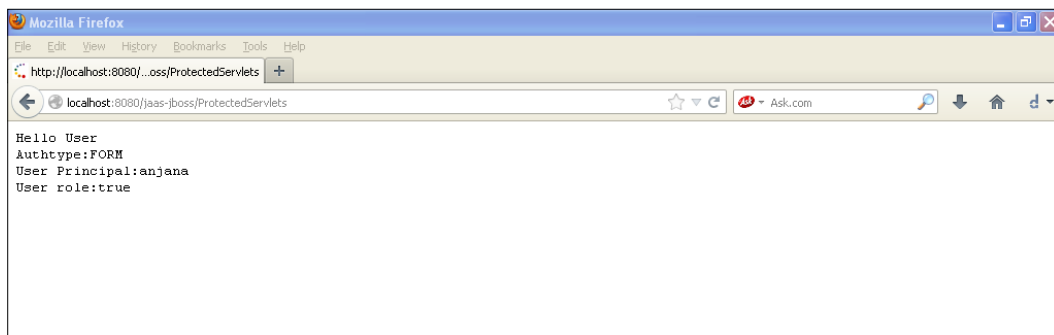 Mozilla Firefox
File Edit View History Bookmarks Tools Help
http://localhost:8080/...oss/ProtectedServlets
localhost:8080/jaas-jboss/ProtectedServlets Ask Ask.com d
Hello User
Authtype:FORM
User Principal:anjana
User role:true